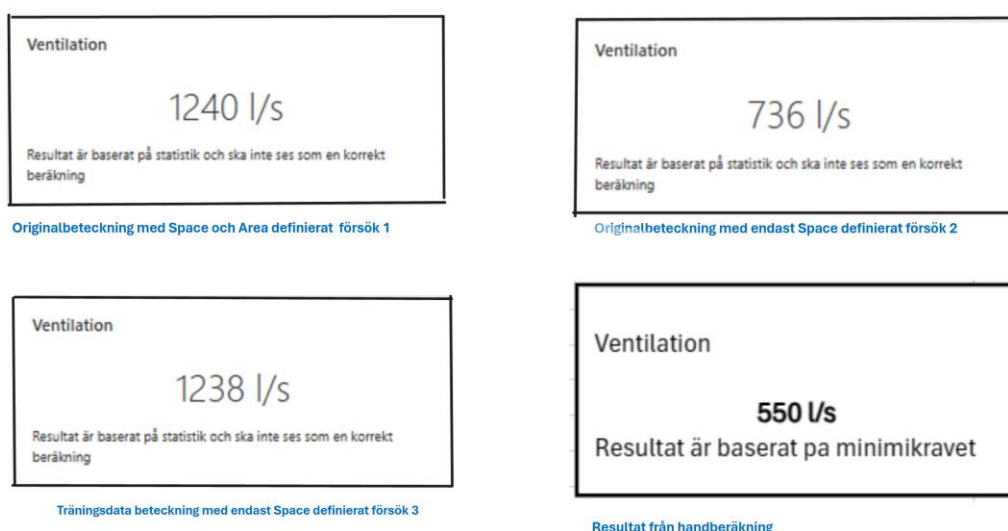 Ventilation
1240 l/s
Resultat är baserat på statistik och ska inte ses som en korrekt
beräkning
Originalbeteckning med Space och Area definierat försök 1
Ventilation
736 l/s
Resultat är baserat på statistik och ska inte ses som en korrekt
beräkning
Originalbeteckning med endast Space definierat försök 2
Ventilation
1238 l/s
Resultat är baserat på statistik och ska inte ses som en korrekt
beräkning
Träningsdata beteckning med endast Space definierat försök 3
Ventilation
550 l/s
Resultat är baserat pa minimikravet
Resultat från handberäkning